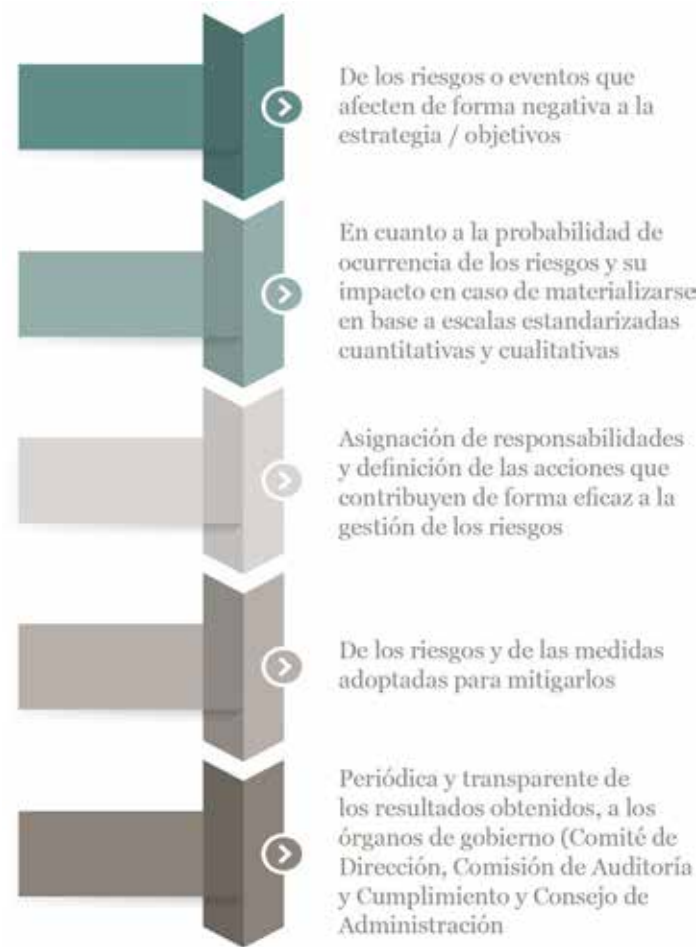 De los riesgos o eventos que
afecten de forma negativa a la
estrategia / objetivos
En cuanto a la probabilidad de
ocurrencia de los riesgos y su
impacto en caso de materializarse
en base a escalas estandarizadas
cuantitativas y cualitativas
Asignación de responsabilidades
y definición de las acciones que
contribuyen de forma eficaz a la
gestión de los riesgos
De los riesgos y de las medidas
adoptadas para mitigarlos
Periódica y transparente de
los resultados obtenidos, a los
órganos de gobierno (Comité de
Dirección, Comisión de Auditoría
y Cumplimiento y Consejo de
Administración